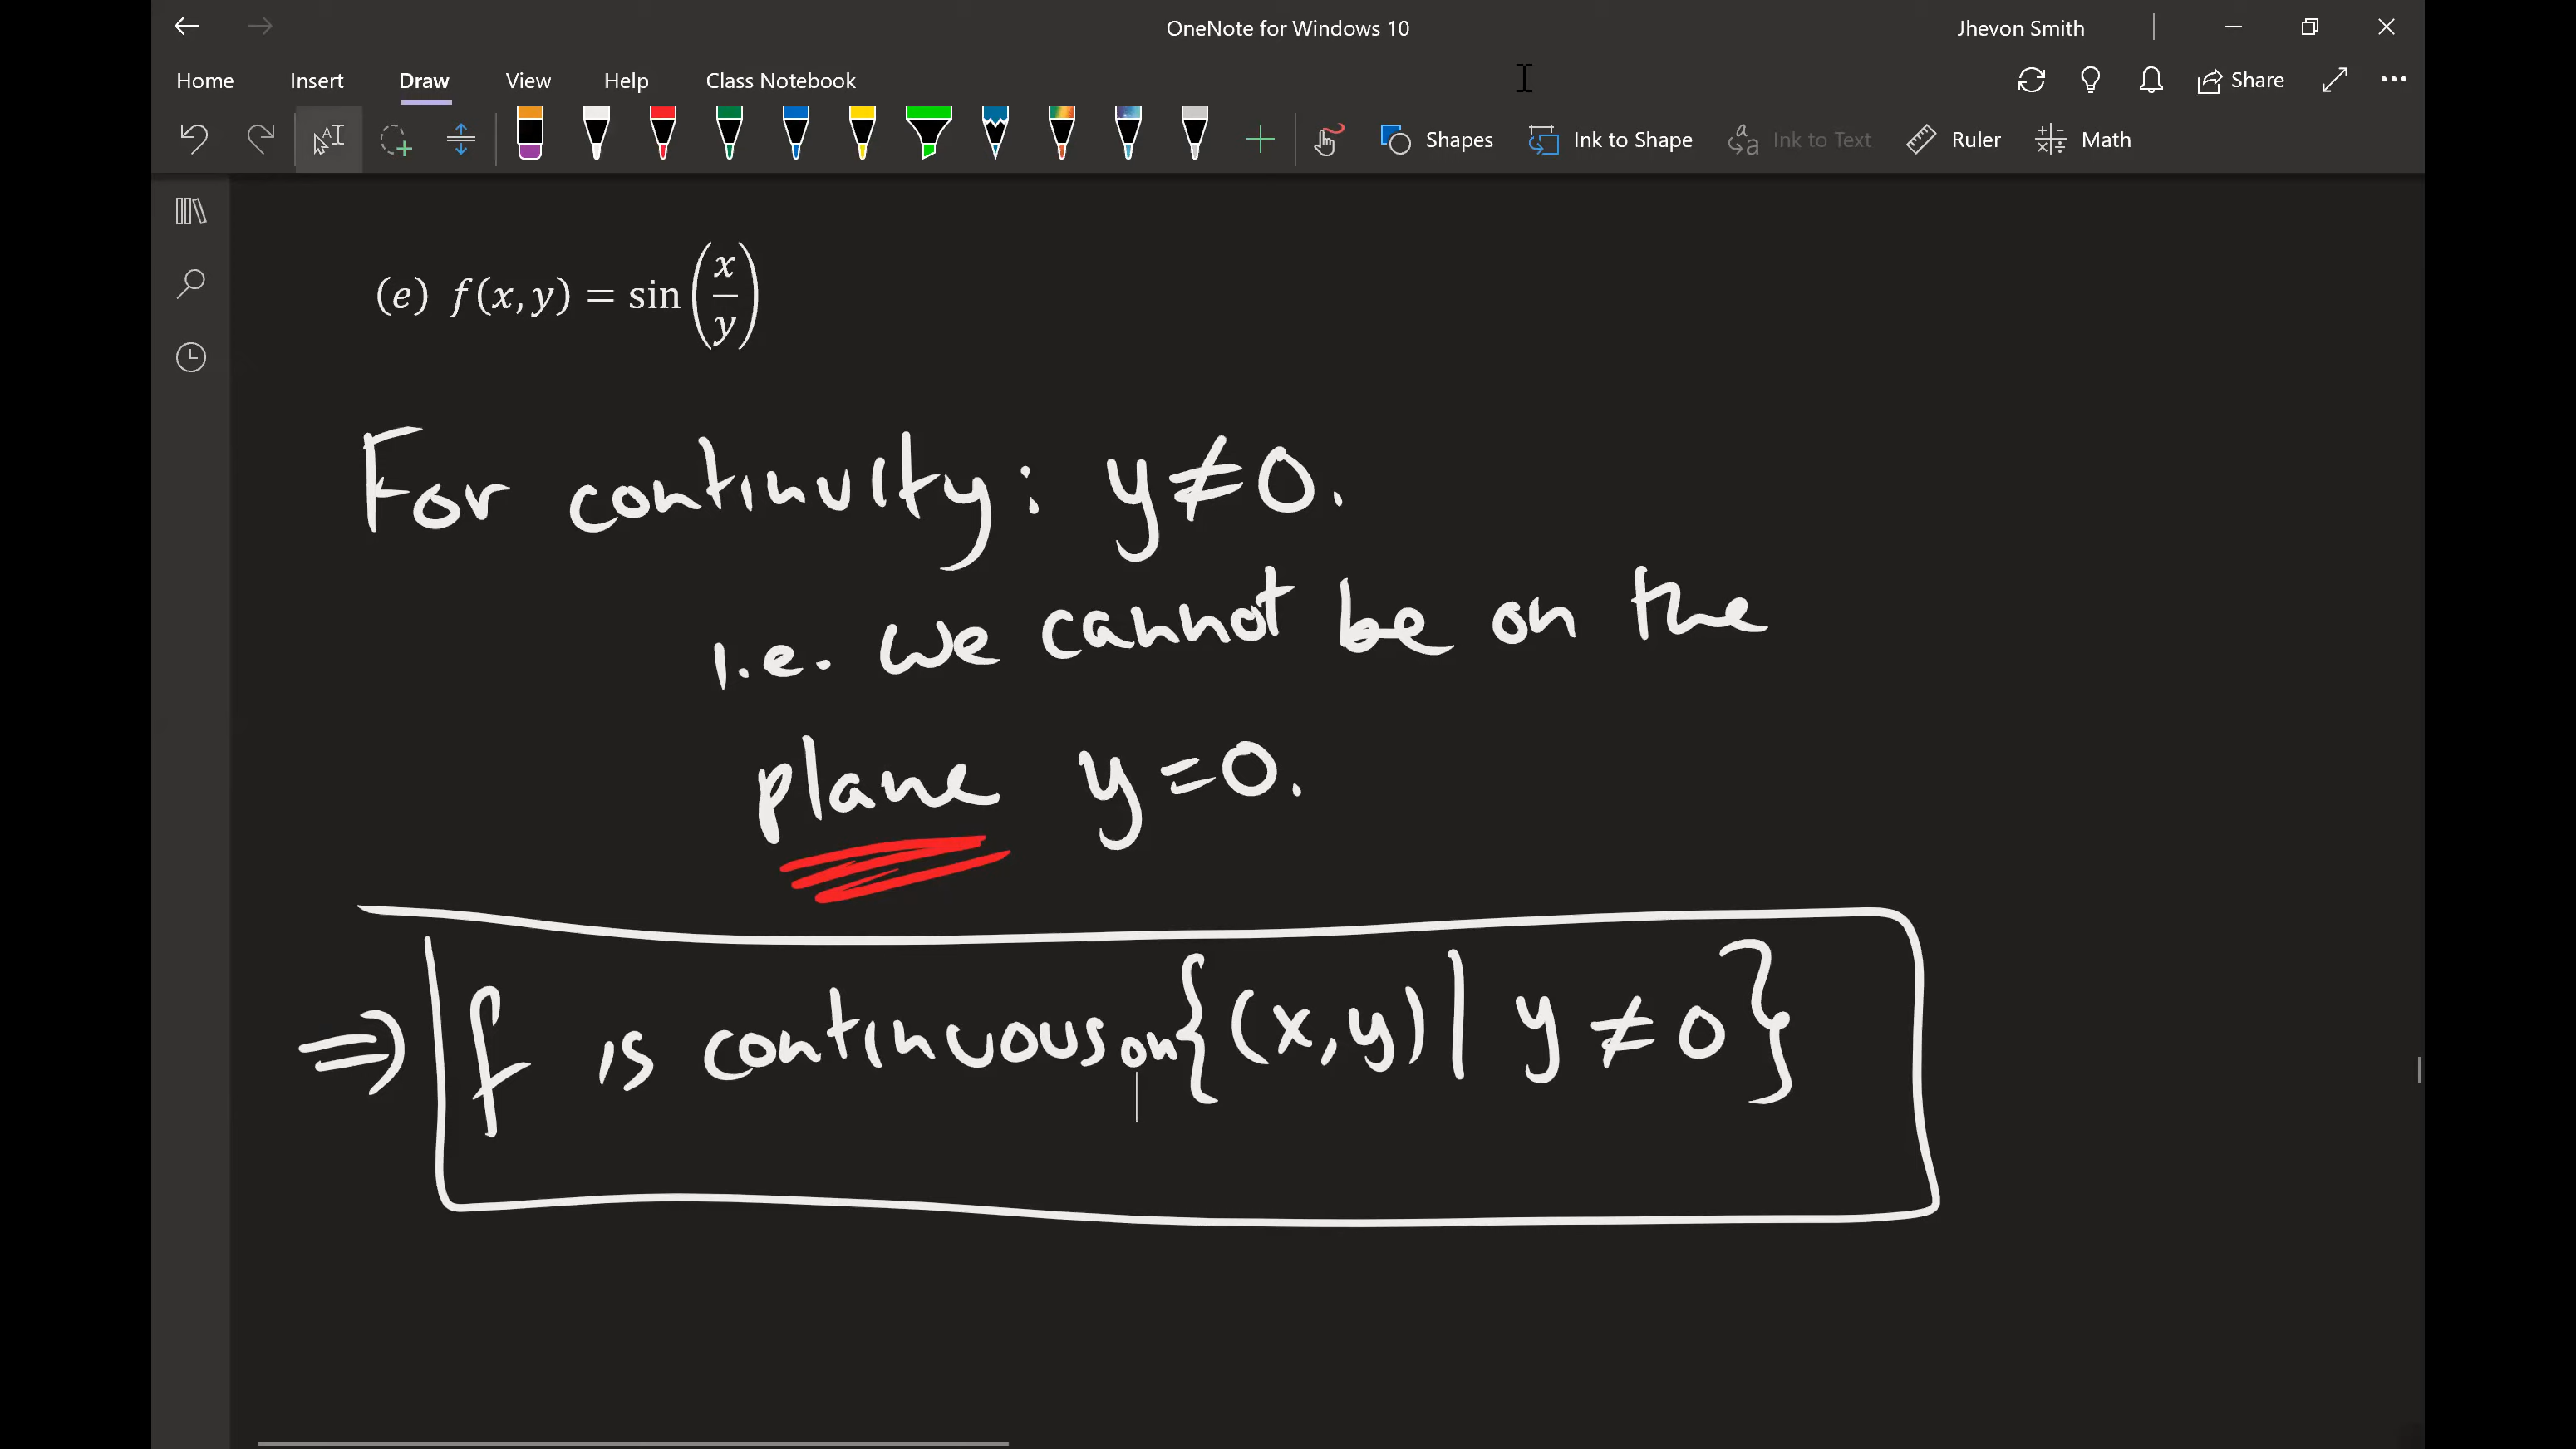 OneNote for Windows 10
Jhevon Smith
Home Insert Draw View Help Class Notebook
Share
Shapes Ink to Shape Ink to Text Ruler Math
(e) f(x, y) = sin(x/y)
For continuity: y≠0.
i.e. we cannot be on the
plane y=0.
⇒ f is continuous on {(x,y) | y ≠ 0}